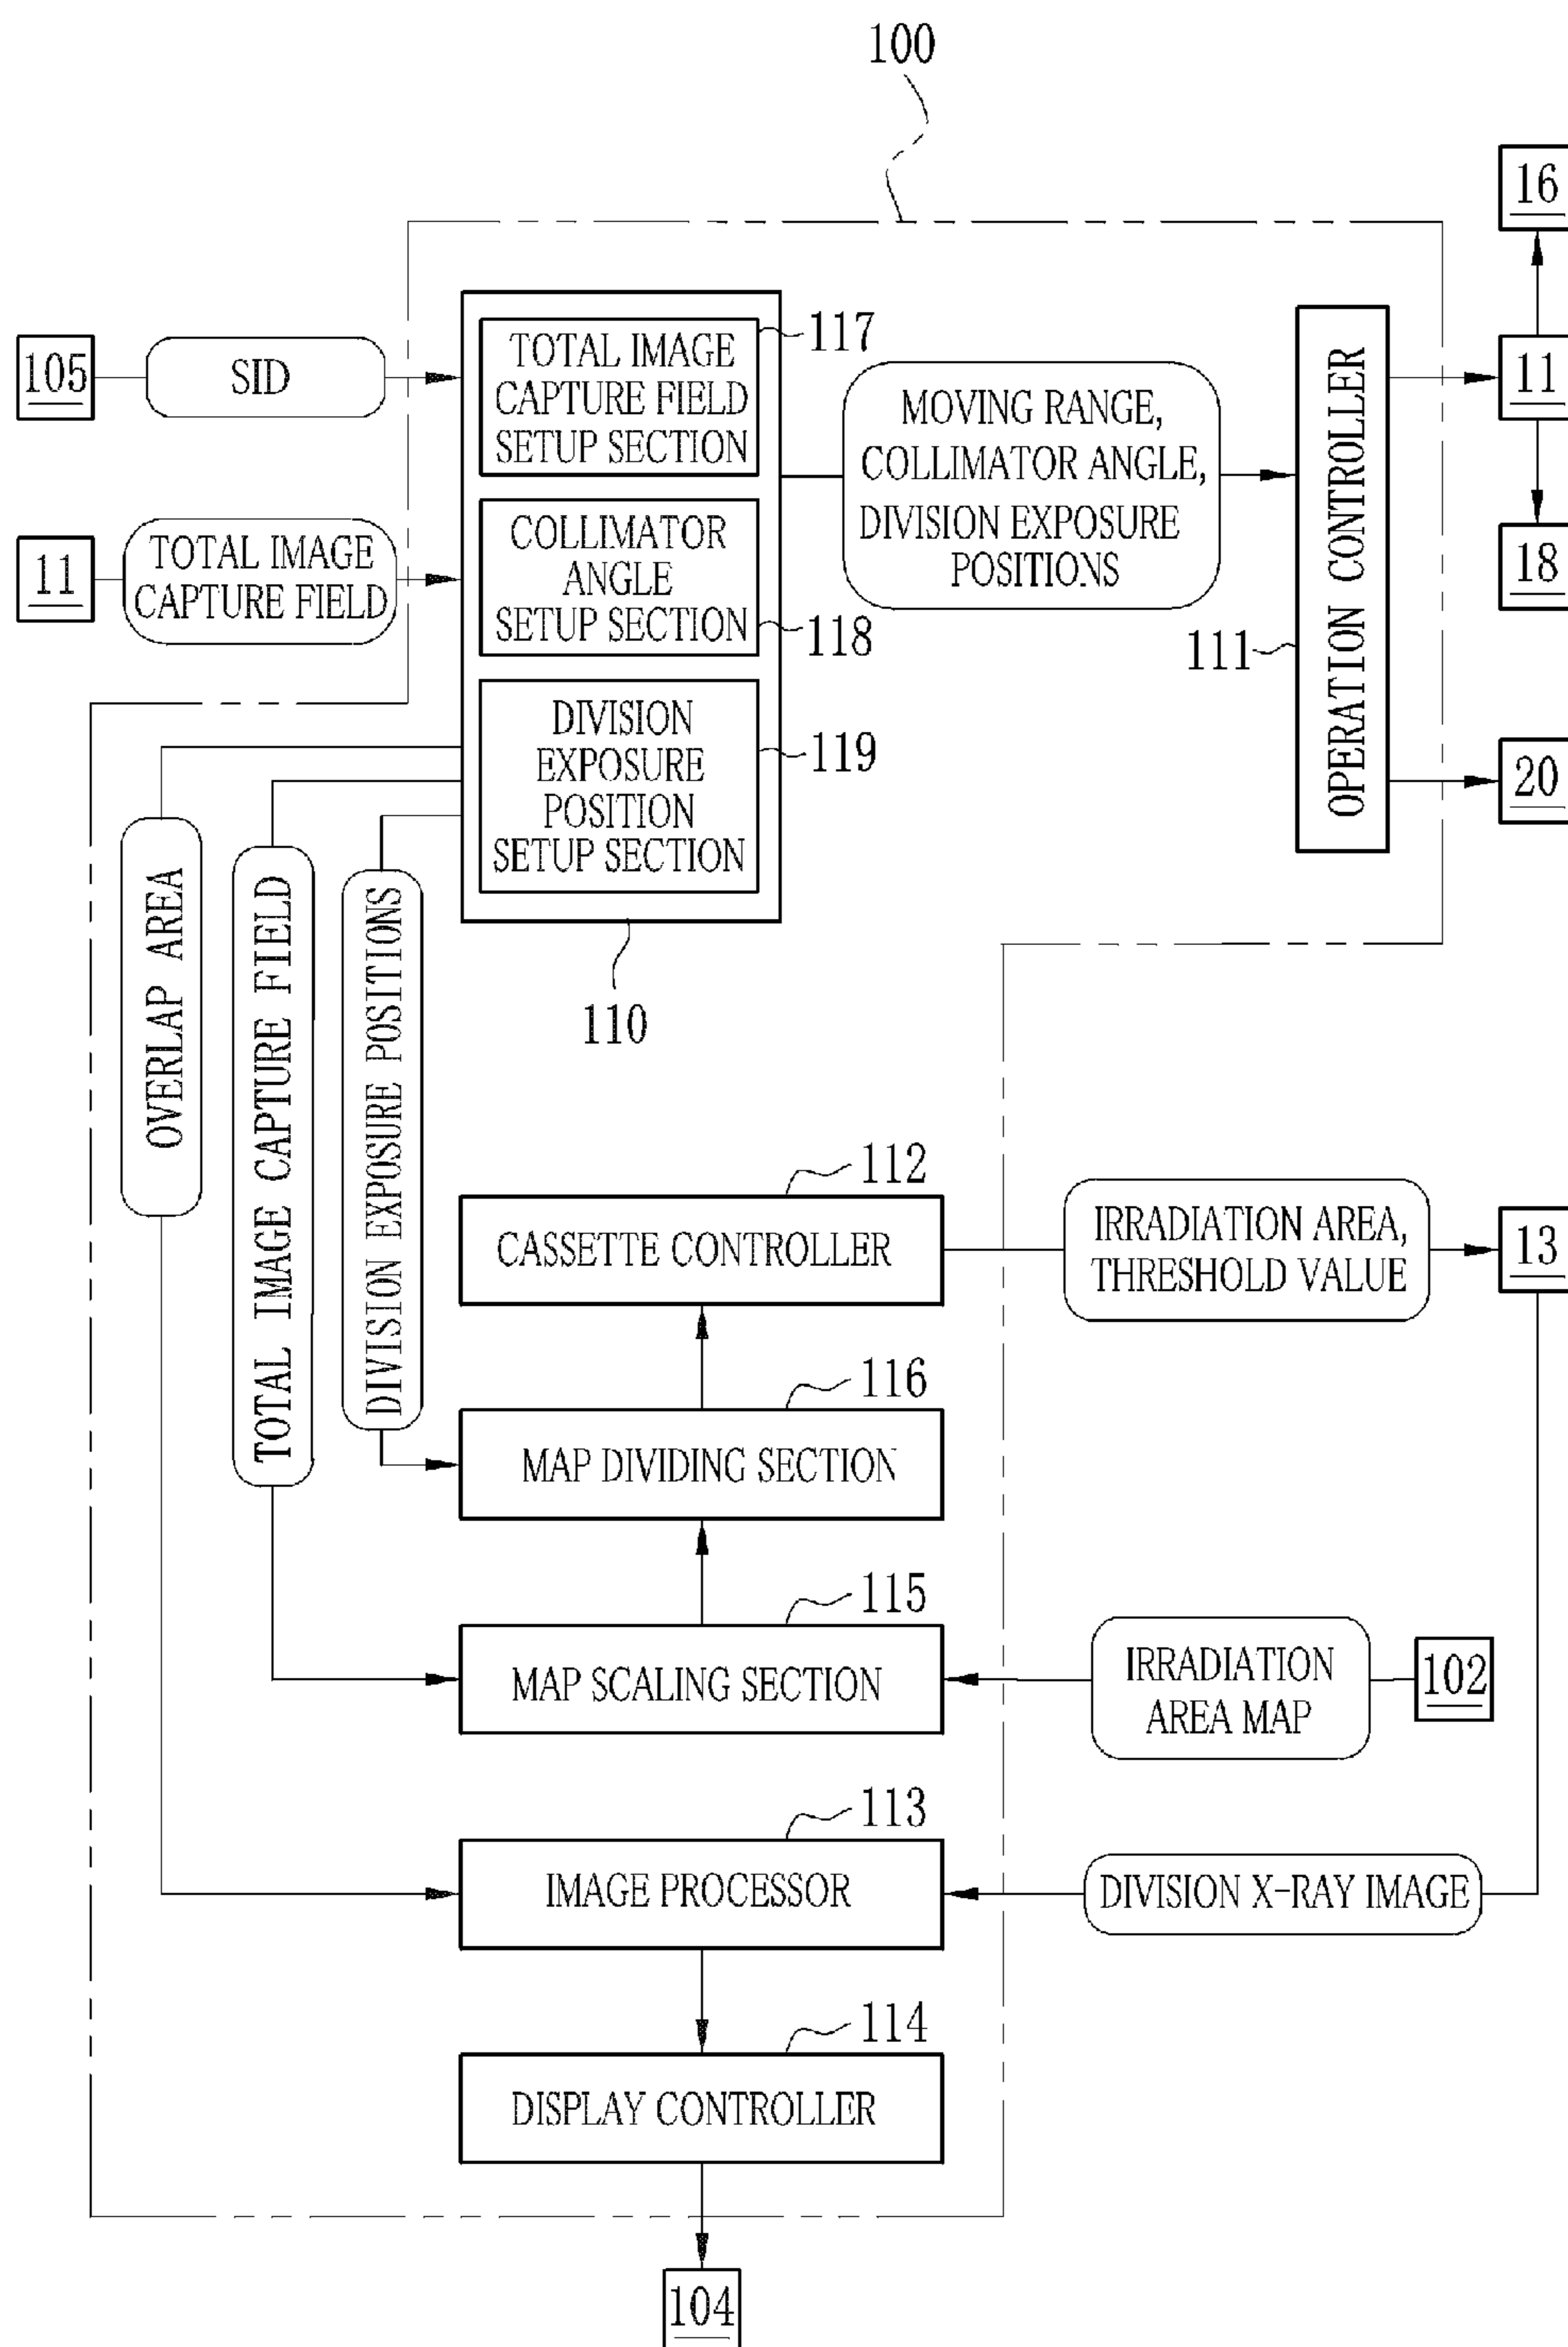 100
16
105
SID
TOTAL IMAGE
CAPTURE FIELD
SETUP SECTION
117
11
TOTAL IMAGE
CAPTURE FIELD
COLLIMATOR
ANGLE
SETUP SECTION
118
MOVING RANGE,
COLLIMATOR ANGLE,
DIVISION EXPOSURE
POSITIONS
OPERATION CONTROLLER
111
11
18
20
DIVISION
EXPOSURE
POSITION
SETUP SECTION
119
110
OVERLAP AREA
TOTAL IMAGE CAPTURE FIELD
DIVISION EXPOSURE POSITIONS
112
CASSETTE CONTROLLER
IRRADIATION AREA,
THRESHOLD VALUE
13
116
MAP DIVIDING SECTION
115
MAP SCALING SECTION
IRRADIATION
AREA MAP
102
113
IMAGE PROCESSOR
DIVISION X-RAY IMAGE
114
DISPLAY CONTROLLER
104